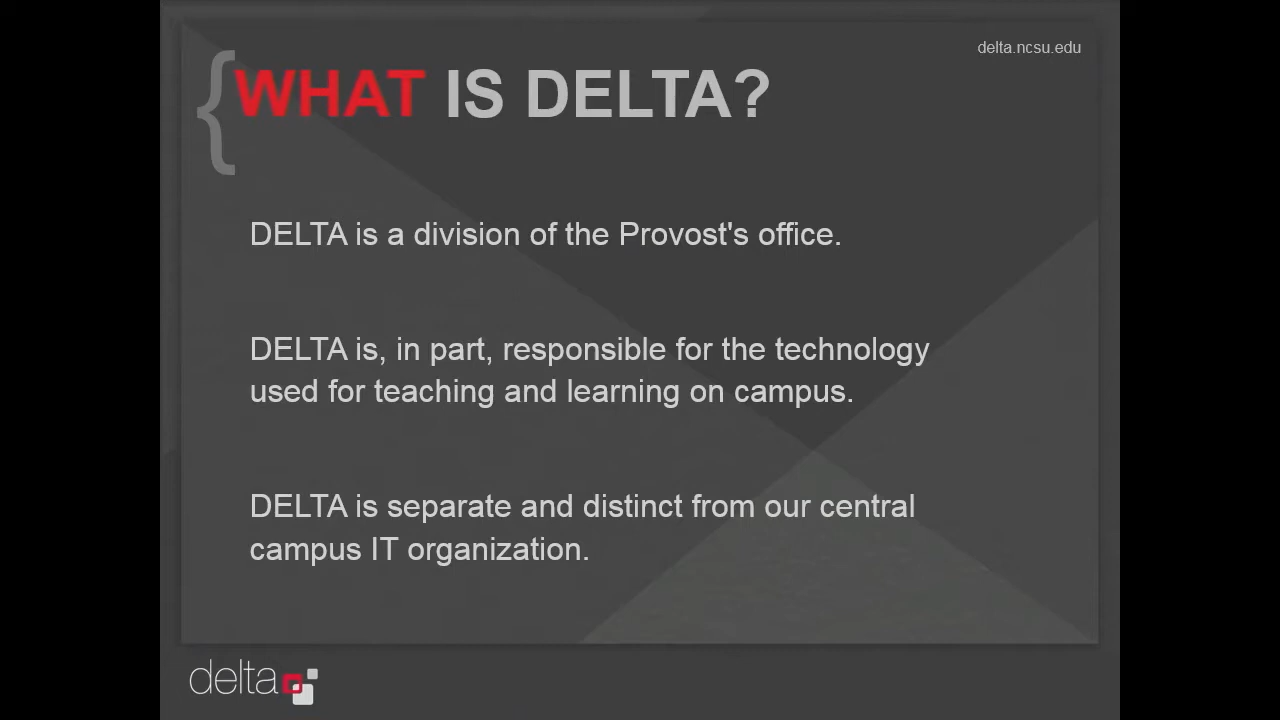 delta.ncsu.edu
{WHAT IS DELTA?
DELTA is a division of the Provost's office.
DELTA is, in part, responsible for the technology
used for teaching and learning on campus.
DELTA is separate and distinct from our central
campus IT organization.
delta